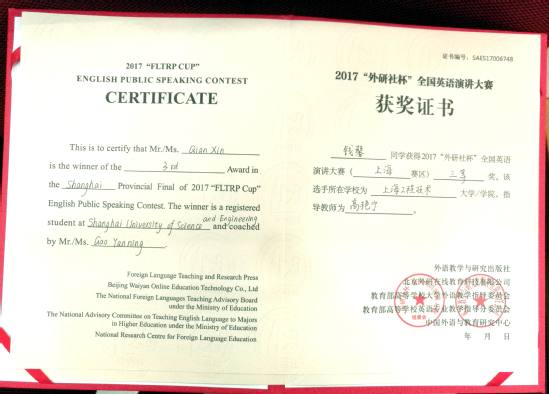 2017 “FLTRP CUP”
ENGLISH PUBLIC SPEAKING CONTEST
CERTIFICATE
This is to certify that Mr./Ms. Qian Xin
is the winner of the 3rd Award in
the Shanghai Provincial Final of 2017 “FLTRP Cup”
English Public Speaking Contest. The winner is a registered
student at Shanghai University of Science and Engineering and coached
by Mr./Ms. Gao Yanning.
Foreign Language Teaching and Research Press
Beijing Waiyan Online Education Technology Co., Ltd
The National Foreign Languages Teaching Advisory Board
under the Ministry of Education
The National Advisory Committee on Teaching English Language to Majors
in Higher Education under the Ministry of Education
National Research Centre for Foreign Language Education
证书编号：SAES17006748
2017 “外研社杯” 全国英语演讲大赛
获奖证书
钱馨 同学获得2017 “外研社杯” 全国英语
演讲大赛（ 上海 赛区） 三等 奖，该
选手所在学校为 上海工程技术 大学/学院，指
导教师为 高艳宁 。
外语教学与研究出版社
北京外研在线教育科技有限公司
教育部高等学校大学外语教学指导委员会
教育部高等学校英语专业教学指导分委员会
中国外语与教育研究中心
年 月 日